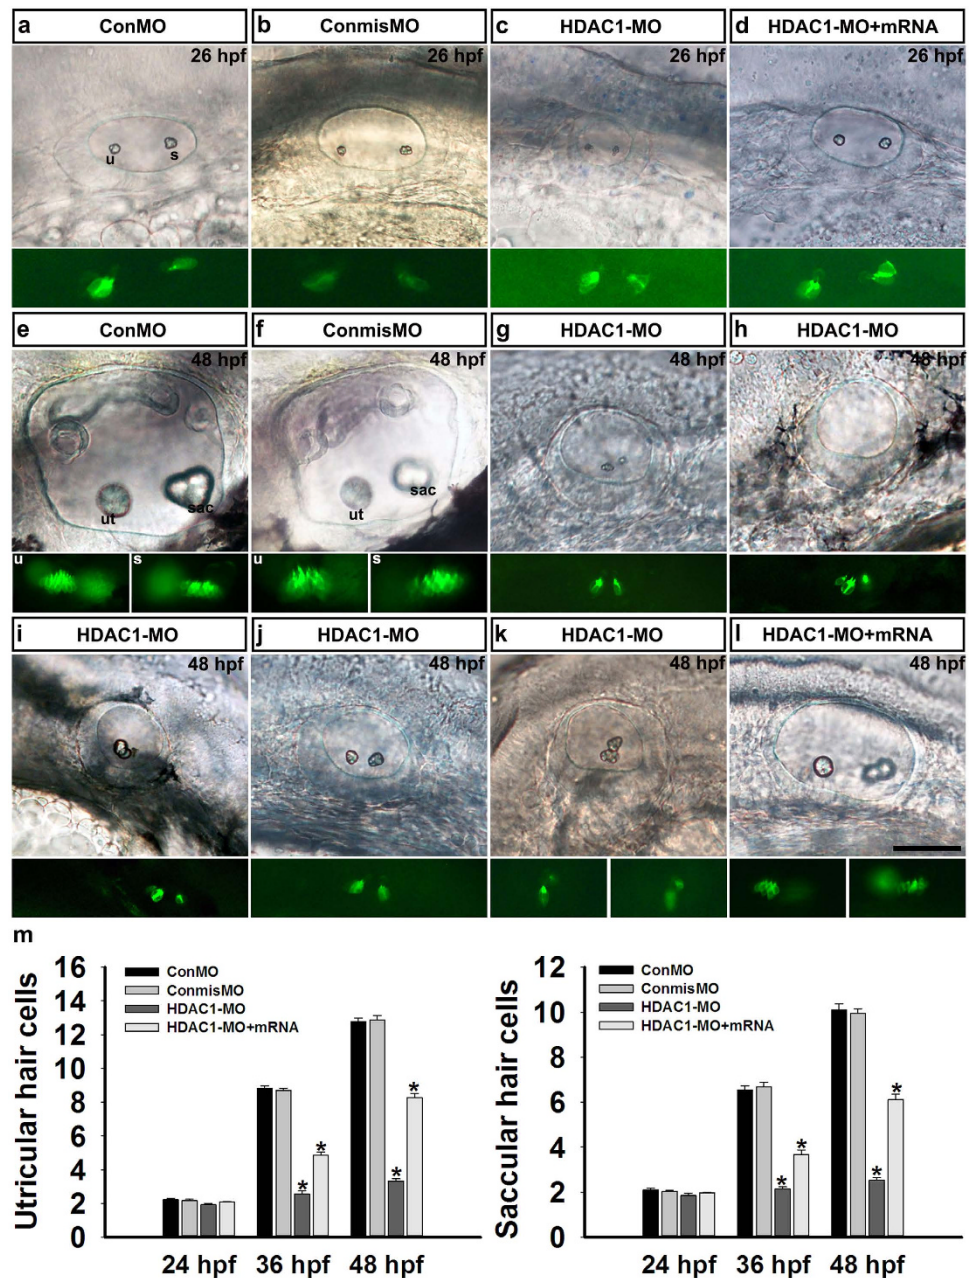 a ConMO b ConmisMO c HDAC1-MO d HDAC1-MO+mRNA
26 hpf 26 hpf 26 hpf 26 hpf
u s
e ConMO f ConmisMO g HDAC1-MO h HDAC1-MO
48 hpf 48 hpf 48 hpf 48 hpf
ut sac ut sac
u s u s
i HDAC1-MO j HDAC1-MO k HDAC1-MO l HDAC1-MO+mRNA
48 hpf 48 hpf 48 hpf 48 hpf
m
Utricular hair cells
16
14
12
10
8
6
4
2
0
ConMO
ConmisMO
HDAC1-MO
HDAC1-MO+mRNA
* * * *
24 hpf 36 hpf 48 hpf
Saccular hair cells
12
10
8
6
4
2
0
ConMO
ConmisMO
HDAC1-MO
HDAC1-MO+mRNA
* * * *
24 hpf 36 hpf 48 hpf